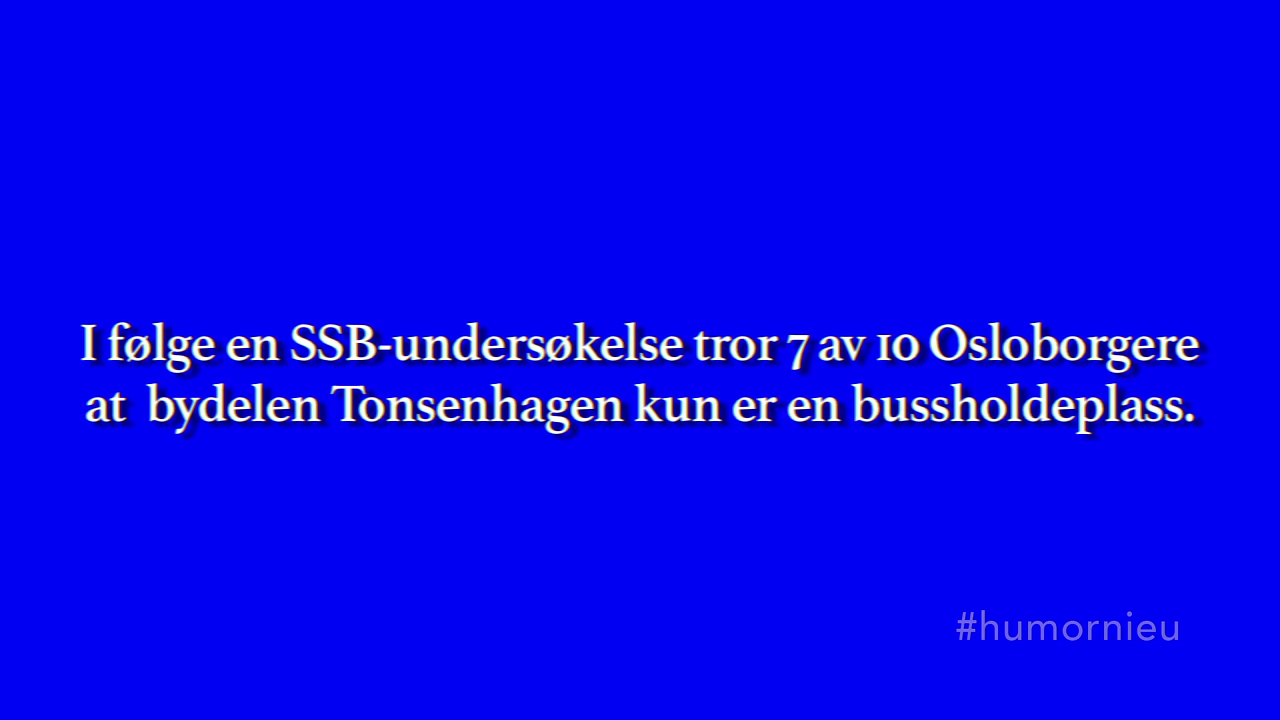 I følge en SSB-undersøkelse tror 7 av 10 Osloborgere
at  bydelen Tonsenhagen kun er en bussholdeplass.
#humornieu